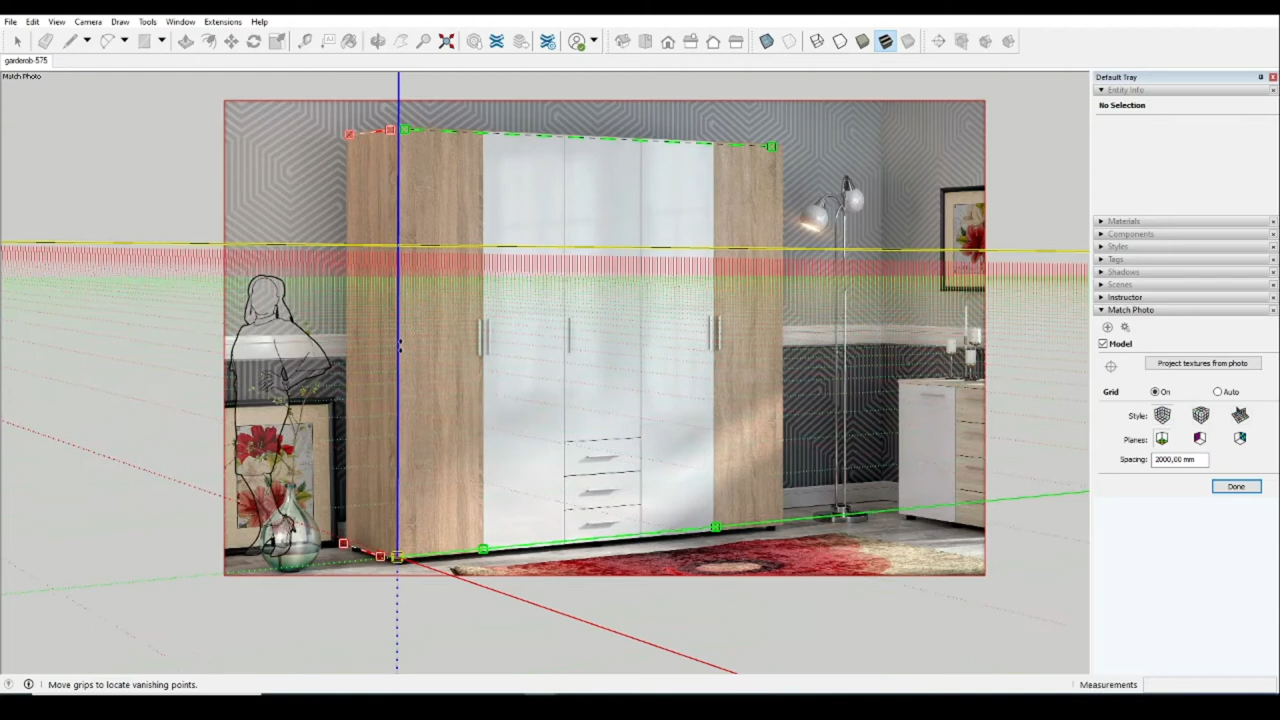 File Edit View Camera Draw Tools Window Extensions Help
garderob-575
Match Photo
Default Tray
Entity Info
No Selection
Materials
Components
Styles
Tags
Shadows
Scenes
Instructor
Match Photo
Model
Project textures from photo
Grid On Auto
Style:
Planes:
Spacing: 2000,00 mm
Done
Move grips to locate vanishing points.
Measurements